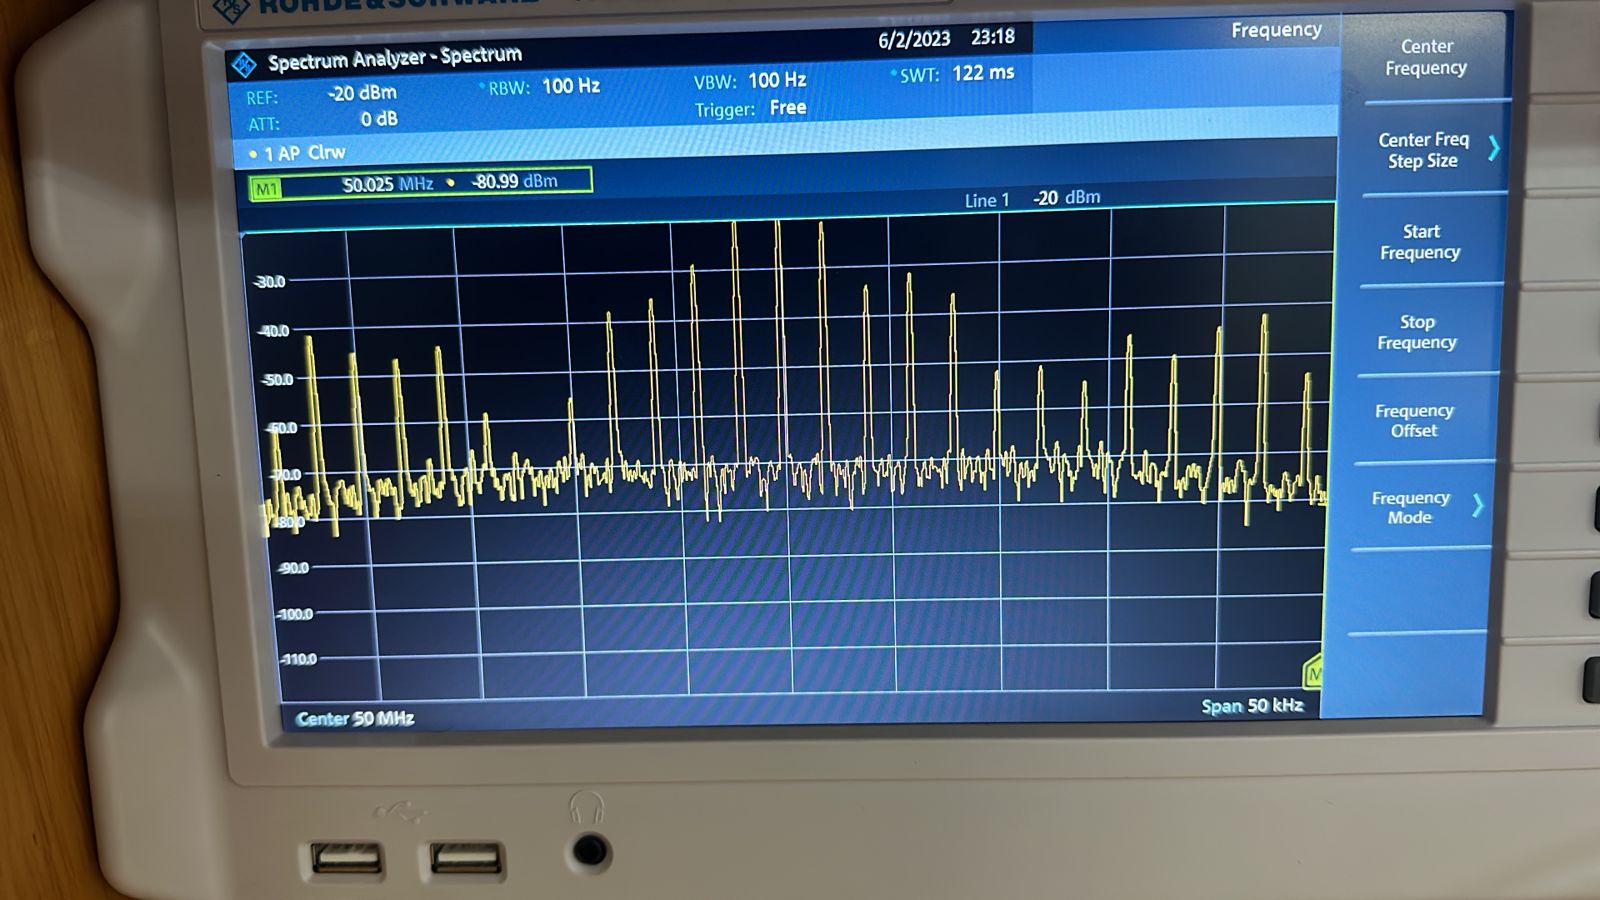 ROHDE & SCHWARZ
Spectrum Analyzer - Spectrum
6/2/2023 23:18
Frequency
REF: -20 dBm
RBW: 100 Hz
VBW: 100 Hz
SWT: 122 ms
ATT: 0 dB
Trigger: Free
1 AP Clrw
M1 50.025 MHz -80.99 dBm
Line 1 -20 dBm
-30.0
-40.0
-50.0
-60.0
-70.0
-80.0
-90.0
-100.0
-110.0
M
Center 50 MHz
Span 50 kHz
Center
Frequency
Center Freq
Step Size
Start
Frequency
Stop
Frequency
Frequency
Offset
Frequency
Mode